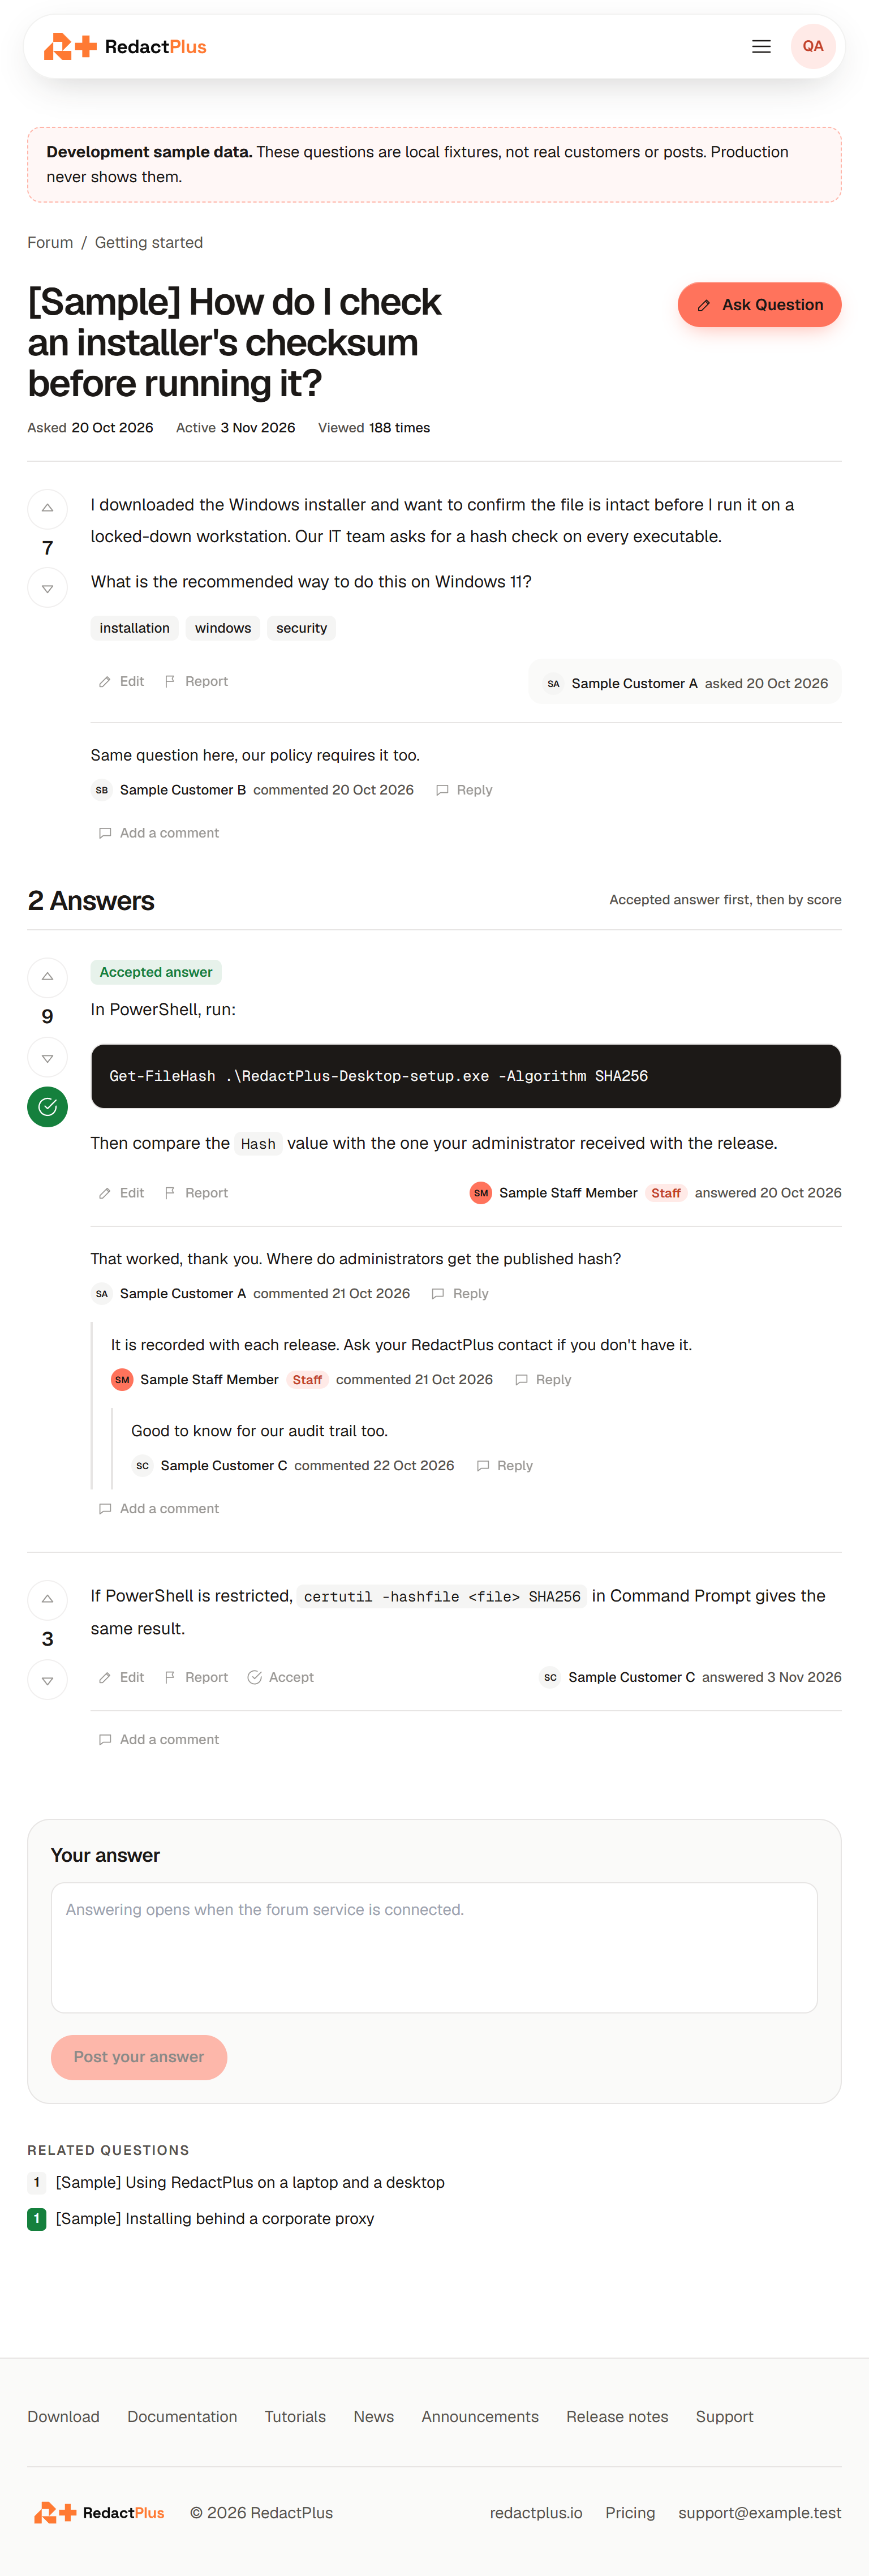 RedactPlus
QA
Development sample data. These questions are local fixtures, not real customers or posts. Production
never shows them.
Forum / Getting started
[Sample] How do I check
an installer's checksum
before running it?
Ask Question
Asked 20 Oct 2026 Active 3 Nov 2026 Viewed 188 times
I downloaded the Windows installer and want to confirm the file is intact before I run it on a
locked-down workstation. Our IT team asks for a hash check on every executable.
7
What is the recommended way to do this on Windows 11?
installation windows security
Edit Report
SA Sample Customer A asked 20 Oct 2026
Same question here, our policy requires it too.
SB Sample Customer B commented 20 Oct 2026 Reply
Add a comment
2 Answers
Accepted answer first, then by score
Accepted answer
9
In PowerShell, run:
Get-FileHash .\RedactPlus-Desktop-setup.exe -Algorithm SHA256
Then compare the Hash value with the one your administrator received with the release.
Edit Report
SM Sample Staff Member Staff answered 20 Oct 2026
That worked, thank you. Where do administrators get the published hash?
SA Sample Customer A commented 21 Oct 2026 Reply
It is recorded with each release. Ask your RedactPlus contact if you don't have it.
SM Sample Staff Member Staff commented 21 Oct 2026 Reply
Good to know for our audit trail too.
SC Sample Customer C commented 22 Oct 2026 Reply
Add a comment
If PowerShell is restricted, certutil -hashfile <file> SHA256 in Command Prompt gives the
same result.
3
Edit Report Accept
SC Sample Customer C answered 3 Nov 2026
Add a comment
Your answer
Answering opens when the forum service is connected.
Post your answer
RELATED QUESTIONS
1 [Sample] Using RedactPlus on a laptop and a desktop
1 [Sample] Installing behind a corporate proxy
Download Documentation Tutorials News Announcements Release notes Support
RedactPlus © 2026 RedactPlus
redactplus.io Pricing support@example.test